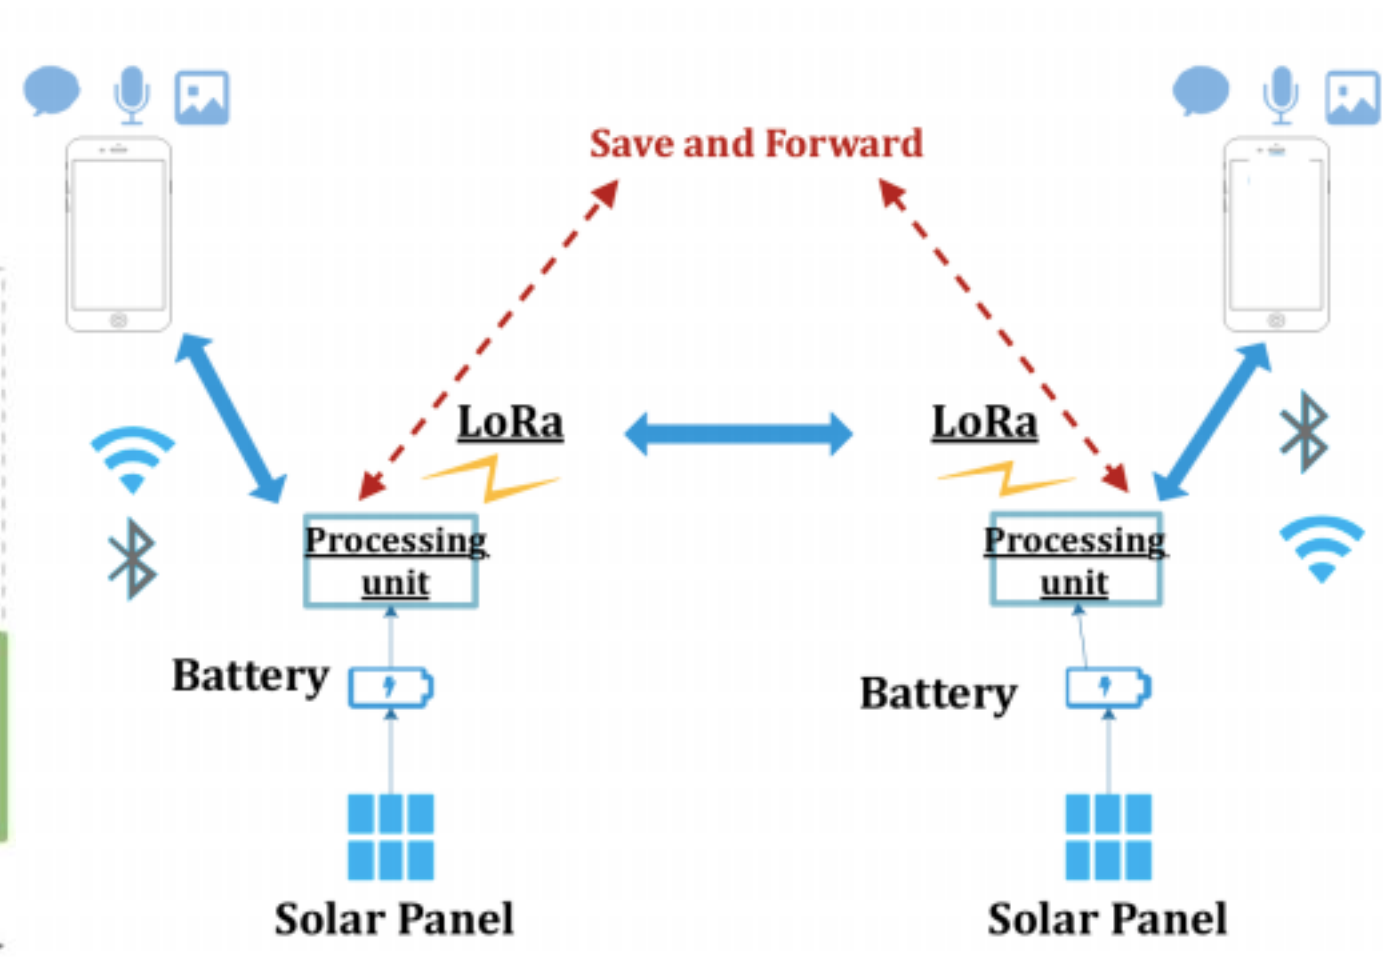 Save and Forward
LoRa
LoRa
Processing
unit
Processing
unit
Battery
Battery
Solar Panel
Solar Panel